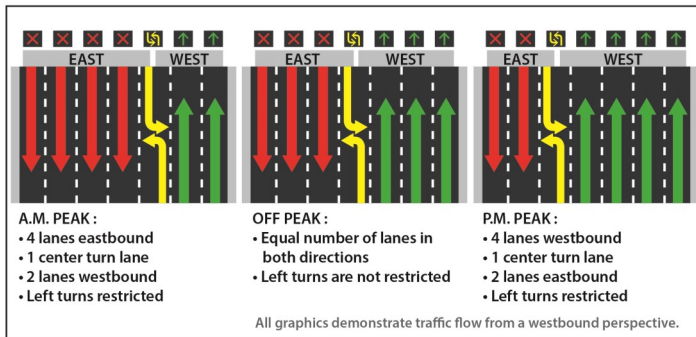 EAST WEST
EAST WEST
EAST WEST
A.M. PEAK :
• 4 lanes eastbound
• 1 center turn lane
• 2 lanes westbound
• Left turns restricted
OFF PEAK :
• Equal number of lanes in
both directions
• Left turns are not restricted
P.M. PEAK :
• 4 lanes westbound
• 1 center turn lane
• 2 lanes eastbound
• Left turns restricted
All graphics demonstrate traffic flow from a westbound perspective.